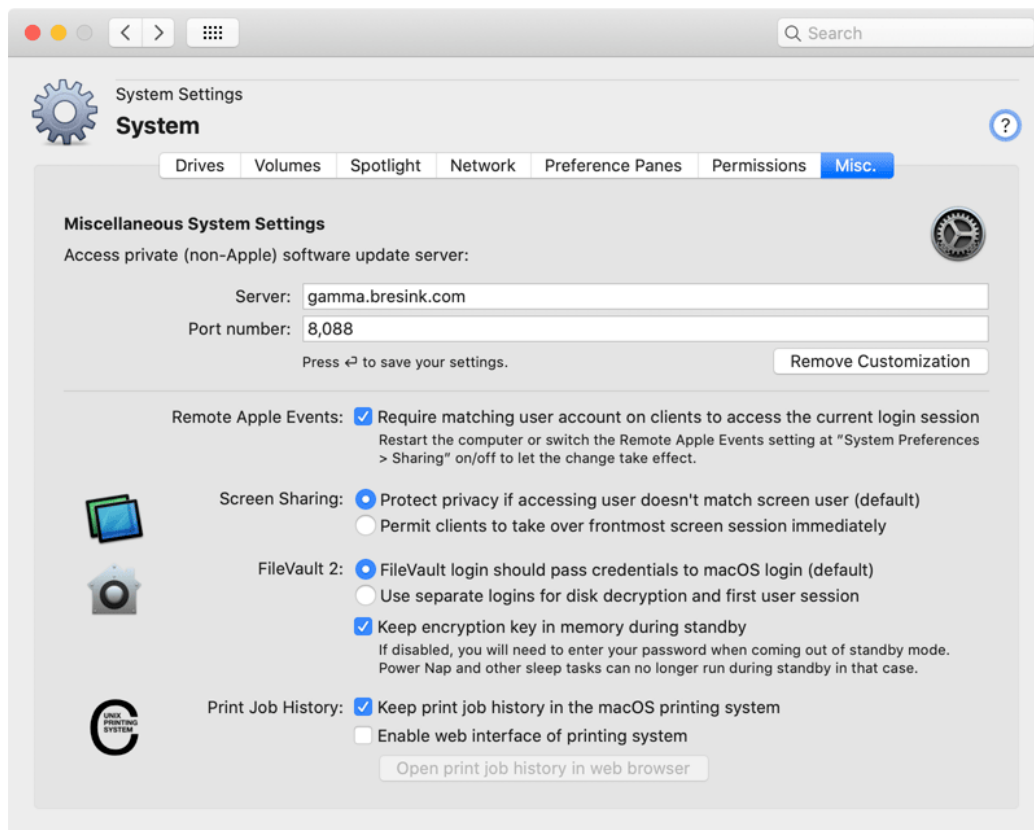 Search
System Settings
System
?
Drives Volumes Spotlight Network Preference Panes Permissions Misc.
Miscellaneous System Settings
Access private (non-Apple) software update server:
Server: gamma.bresink.com
Port number: 8,088
Press ↩ to save your settings. Remove Customization
Remote Apple Events: Require matching user account on clients to access the current login session
Restart the computer or switch the Remote Apple Events setting at "System Preferences
> Sharing" on/off to let the change take effect.
Screen Sharing: Protect privacy if accessing user doesn't match screen user (default)
Permit clients to take over frontmost screen session immediately
FileVault 2: FileVault login should pass credentials to macOS login (default)
Use separate logins for disk decryption and first user session
Keep encryption key in memory during standby
If disabled, you will need to enter your password when coming out of standby mode.
Power Nap and other sleep tasks can no longer run during standby in that case.
UNIX
PRINTING
SYSTEM
Print Job History: Keep print job history in the macOS printing system
Enable web interface of printing system
Open print job history in web browser